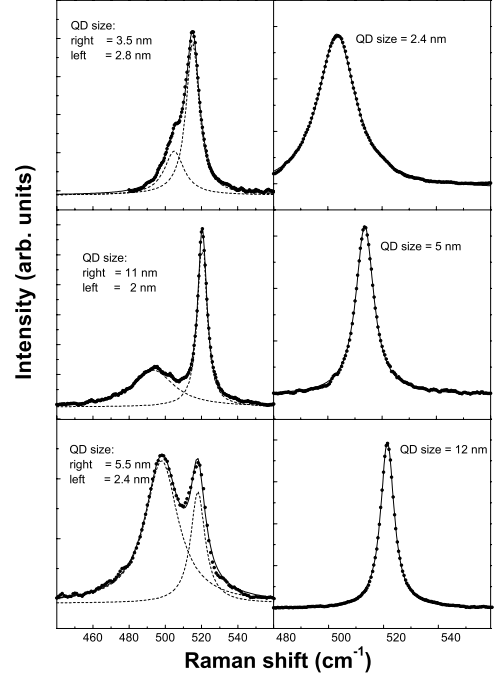 QD size:
right = 3.5 nm
left = 2.8 nm
QD size = 2.4 nm
QD size:
right = 11 nm
left = 2 nm
QD size = 5 nm
QD size:
right = 5.5 nm
left = 2.4 nm
QD size = 12 nm
Intensity (arb. units)
460 480 500 520 540 480 500 520 540
Raman shift (cm⁻¹)